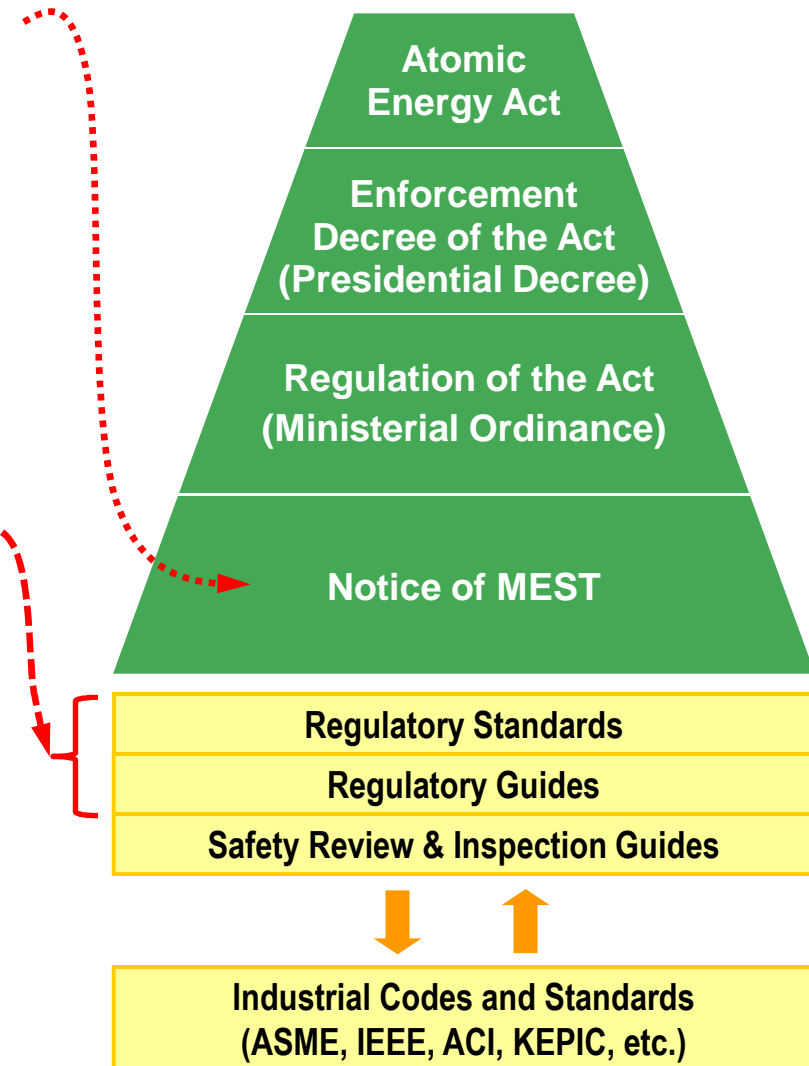 Atomic
Energy Act
Enforcement
Decree of the Act
(Presidential Decree)
Regulation of the Act
(Ministerial Ordinance)
Notice of MEST
Regulatory Standards
Regulatory Guides
Safety Review & Inspection Guides
Industrial Codes and Standards
(ASME, IEEE, ACI, KEPIC, etc.)